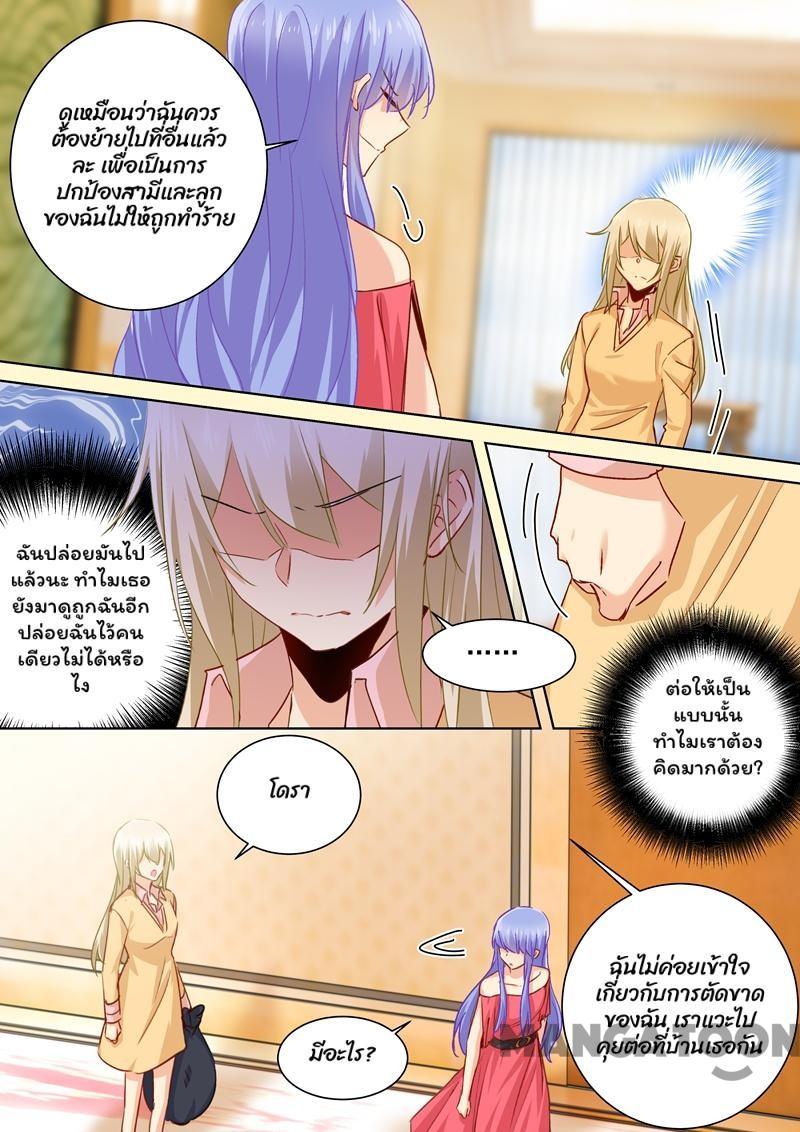 ดูเหมือนว่าฉันควร
ต้องย้ายไปที่อื่นแล้ว
ละ เพื่อเป็นการ
ปกป้องสามีและลูก
ของฉันไม่ให้ถูกทำร้าย
ฉันปล่อยมันไป
แล้วนะ ทำไมเธอ
ยังมาดูถูกฉันอีก
ปล่อยฉันไว้คน
เดียวไม่ได้หรือ
ไง
......
ต่อให้เป็น
แบบนั้น
ทำไมเราต้อง
คิดมากด้วย?
โดรา
มีอะไร?
ฉันไม่ค่อยเข้าใจ
เกี่ยวกับการตัดขาด
ของฉัน เราแวะไป
คุยต่อที่บ้านเธอกัน
MANGATOON